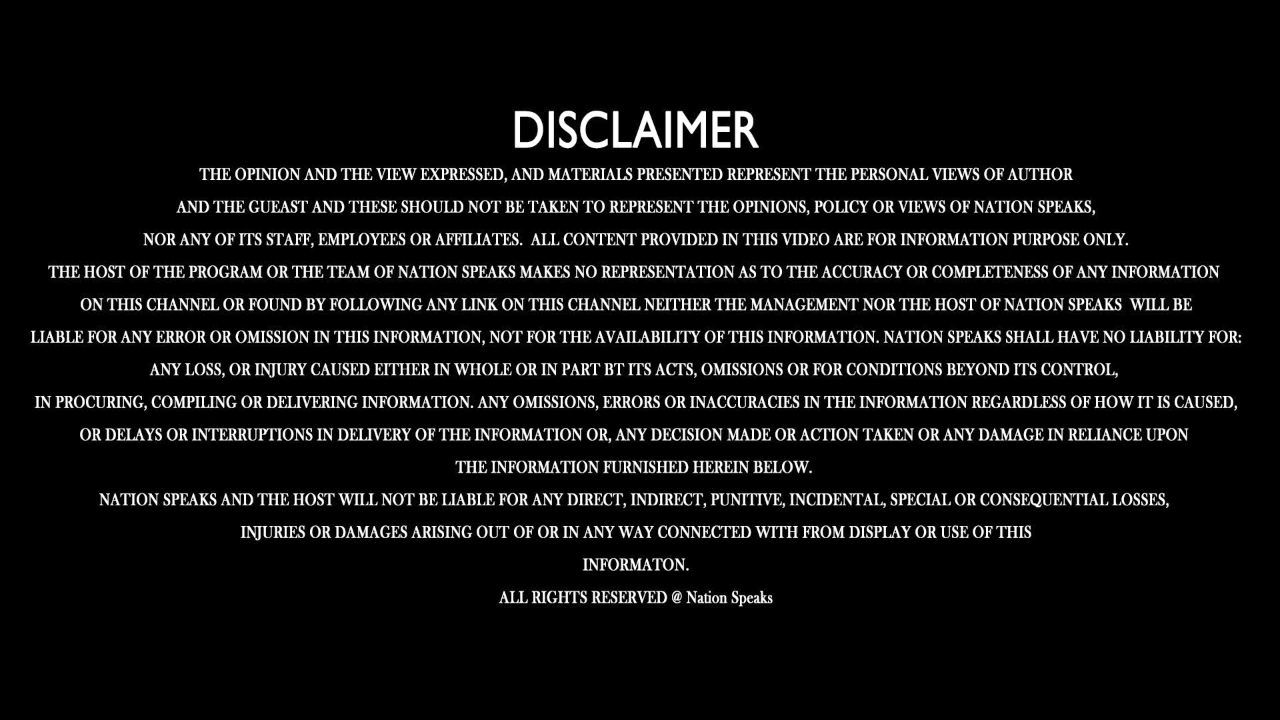 DISCLAIMER
THE OPINION AND THE VIEW EXPRESSED, AND MATERIALS PRESENTED REPRESENT THE PERSONAL VIEWS OF AUTHOR
AND THE GUEAST AND THESE SHOULD NOT BE TAKEN TO REPRESENT THE OPINIONS, POLICY OR VIEWS OF NATION SPEAKS,
NOR ANY OF ITS STAFF, EMPLOYEES OR AFFILIATES.  ALL CONTENT PROVIDED IN THIS VIDEO ARE FOR INFORMATION PURPOSE ONLY.
THE HOST OF THE PROGRAM OR THE TEAM OF NATION SPEAKS MAKES NO REPRESENTATION AS TO THE ACCURACY OR COMPLETENESS OF ANY INFORMATION
ON THIS CHANNEL OR FOUND BY FOLLOWING ANY LINK ON THIS CHANNEL NEITHER THE MANAGEMENT NOR THE HOST OF NATION SPEAKS  WILL BE
LIABLE FOR ANY ERROR OR OMISSION IN THIS INFORMATION, NOT FOR THE AVAILABILITY OF THIS INFORMATION. NATION SPEAKS SHALL HAVE NO LIABILITY FOR:
ANY LOSS, OR INJURY CAUSED EITHER IN WHOLE OR IN PART BT ITS ACTS, OMISSIONS OR FOR CONDITIONS BEYOND ITS CONTROL,
IN PROCURING, COMPILING OR DELIVERING INFORMATION. ANY OMISSIONS, ERRORS OR INACCURACIES IN THE INFORMATION REGARDLESS OF HOW IT IS CAUSED,
OR DELAYS OR INTERRUPTIONS IN DELIVERY OF THE INFORMATION OR, ANY DECISION MADE OR ACTION TAKEN OR ANY DAMAGE IN RELIANCE UPON
THE INFORMATION FURNISHED HEREIN BELOW.
NATION SPEAKS AND THE HOST WILL NOT BE LIABLE FOR ANY DIRECT, INDIRECT, PUNITIVE, INCIDENTAL, SPECIAL OR CONSEQUENTIAL LOSSES,
INJURIES OR DAMAGES ARISING OUT OF OR IN ANY WAY CONNECTED WITH FROM DISPLAY OR USE OF THIS
INFORMATON.
ALL RIGHTS RESERVED @ Nation Speaks